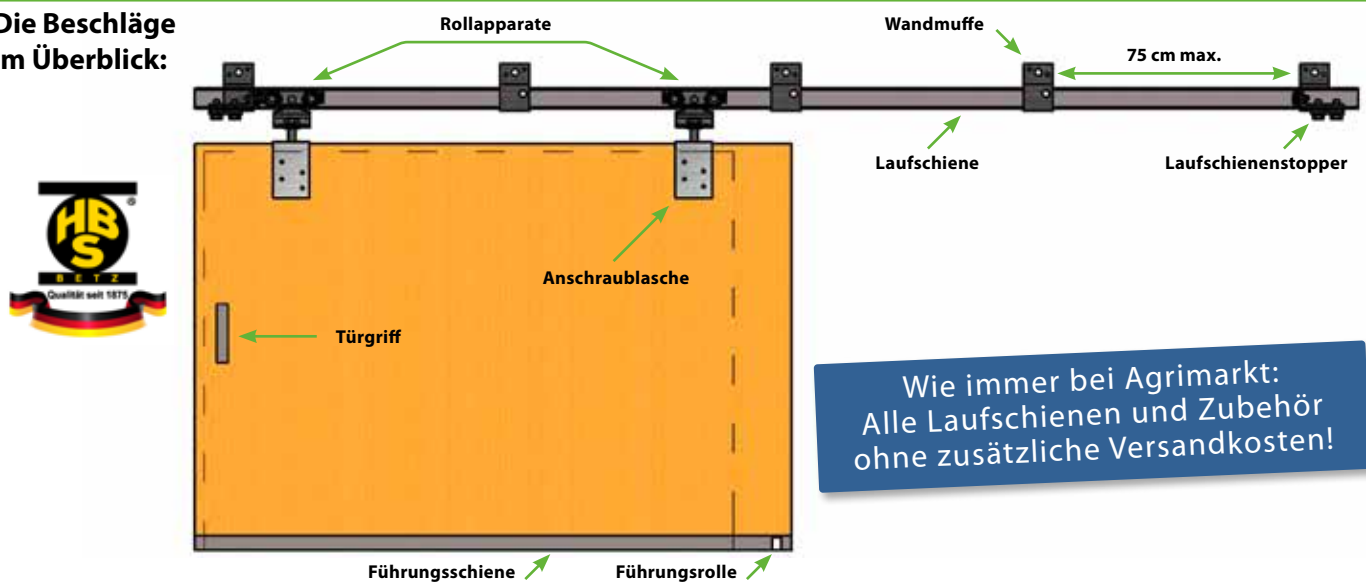 Die Beschläge
im Überblick:
Rollapparate
Wandmuffe
75 cm max.
Laufschiene
Laufschienenstopper
HB
S
®
BETZ
Qualität seit 1875
Anschraublasche
Türgriff
Wie immer bei Agrimarkt:
Alle Laufschienen und Zubehör
ohne zusätzliche Versandkosten!
Führungsschiene
Führungsrolle